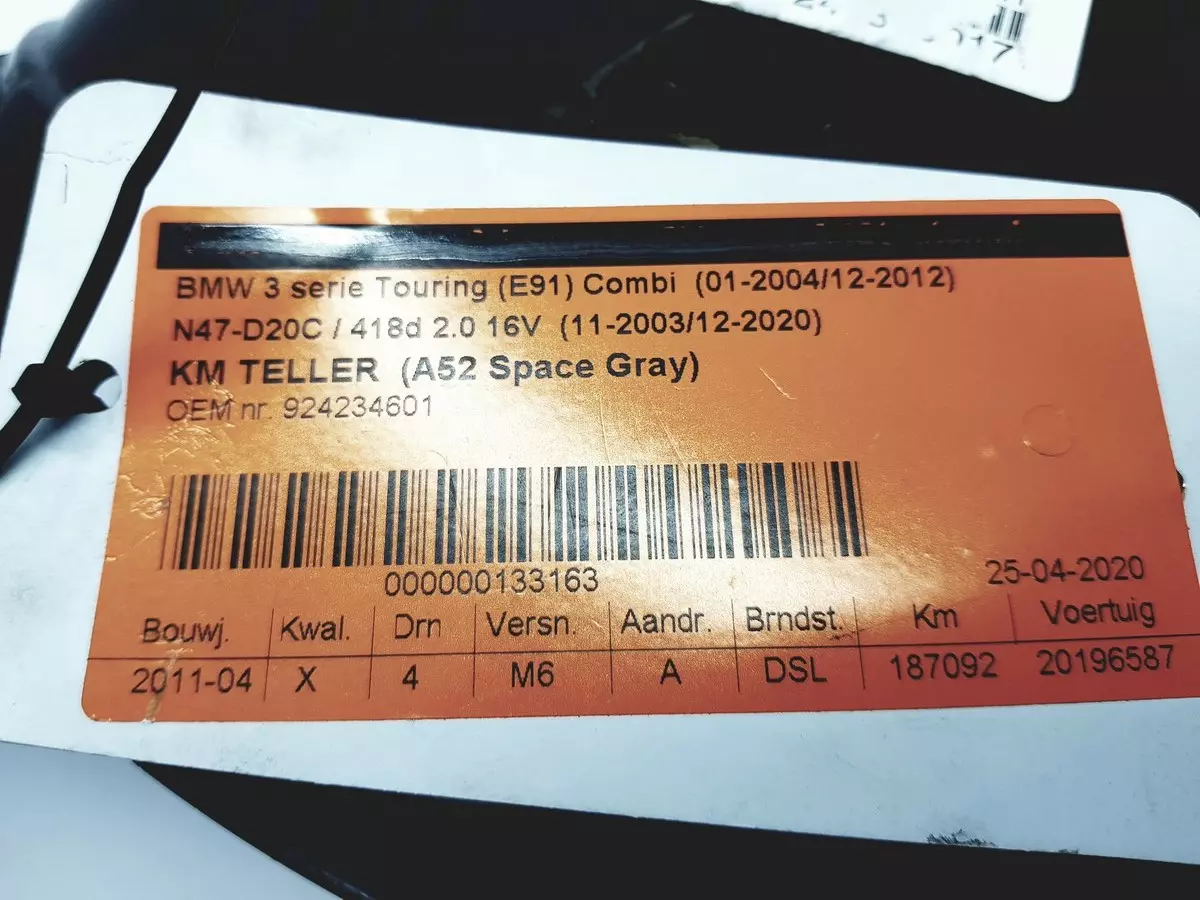 BMW 3 serie Touring (E91) Combi (01-2004/12-2012)
N47-D20C / 418d 2.0 16V (11-2003/12-2020)
KM TELLER (A52 Space Gray)
OEM nr. 924234601
000000133163
25-04-2020
Bouwj. Kwal. Drn Versn. Aandr. Brndst. Km Voertuig
2011-04 X 4 M6 A DSL 187092 20196587